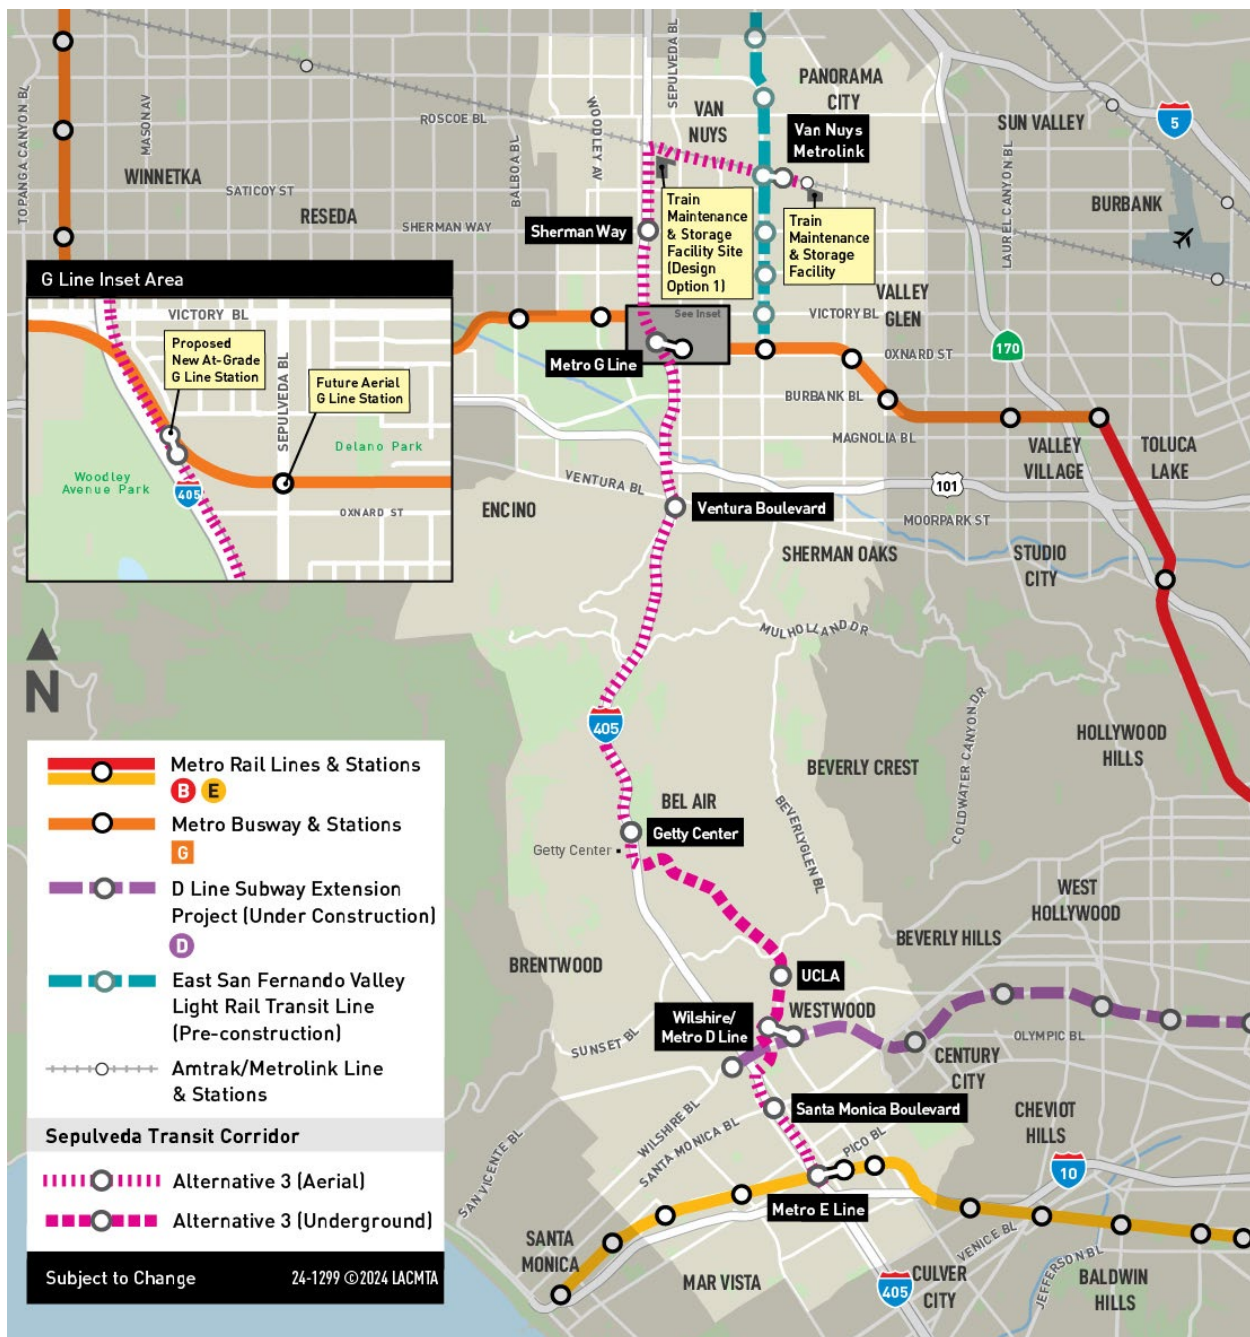 TOPANGA CANYON BL
MASON AV
WINNETKA
SATICOY ST
RESEDA
SHERMAN WAY
ROSCOE BL
BALBOA BL
WOODLEY AV
SEPULVEDA BL
VAN
NUYS
PANORAMA
CITY
Van Nuys
Metrolink
SUN VALLEY
5
LAUREL CANYON BL
BURBANK
Sherman Way
Train
Maintenance
& Storage
Facility Site
(Design
Option 1)
Train
Maintenance
& Storage
Facility
VALLEY
GLEN
See Inset
VICTORY BL
Metro G Line
OXNARD ST
170
BURBANK BL
MAGNOLIA BL
VALLEY
VILLAGE
TOLUCA
LAKE
101
G Line Inset Area
VICTORY BL
Proposed
New At-Grade
G Line Station
SEPULVEDA BL
Future Aerial
G Line Station
Delano Park
Woodley
Avenue Park
405
OXNARD ST
VENTURA BL
ENCINO
Ventura Boulevard
MOORPARK ST
SHERMAN OAKS
STUDIO
CITY
MULHOLLAND DR
N
405
COLDWATER CANYON DR
HOLLYWOOD
HILLS
BEVERLY CREST
BEL AIR
BEVERLY GLEN BL
Getty Center
Getty Center
WEST
HOLLYWOOD
BEVERLY HILLS
BRENTWOOD
UCLA
WESTWOOD
Wilshire/
Metro D Line
SUNSET BL
OLYMPIC BL
CENTURY
CITY
Santa Monica Boulevard
CHEVIOT
HILLS
WILSHIRE BL
SANTA MONICA BL
PICO BL
SAN VICENTE BL
10
Metro E Line
SANTA
MONICA
MAR VISTA
VENICE BL
JEFFERSON BL
405
CULVER
CITY
BALDWIN
HILLS
Metro Rail Lines & Stations
B E
Metro Busway & Stations
G
D Line Subway Extension
Project (Under Construction)
D
East San Fernando Valley
Light Rail Transit Line
(Pre-construction)
Amtrak/Metrolink Line
& Stations
Sepulveda Transit Corridor
Alternative 3 (Aerial)
Alternative 3 (Underground)
Subject to Change 24-1299 ©2024 LACMTA